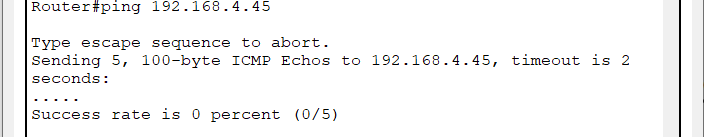 Router#ping 192.168.4.45
Type escape sequence to abort.
Sending 5, 100-byte ICMP Echos to 192.168.4.45, timeout is 2
seconds:
.....
Success rate is 0 percent (0/5)